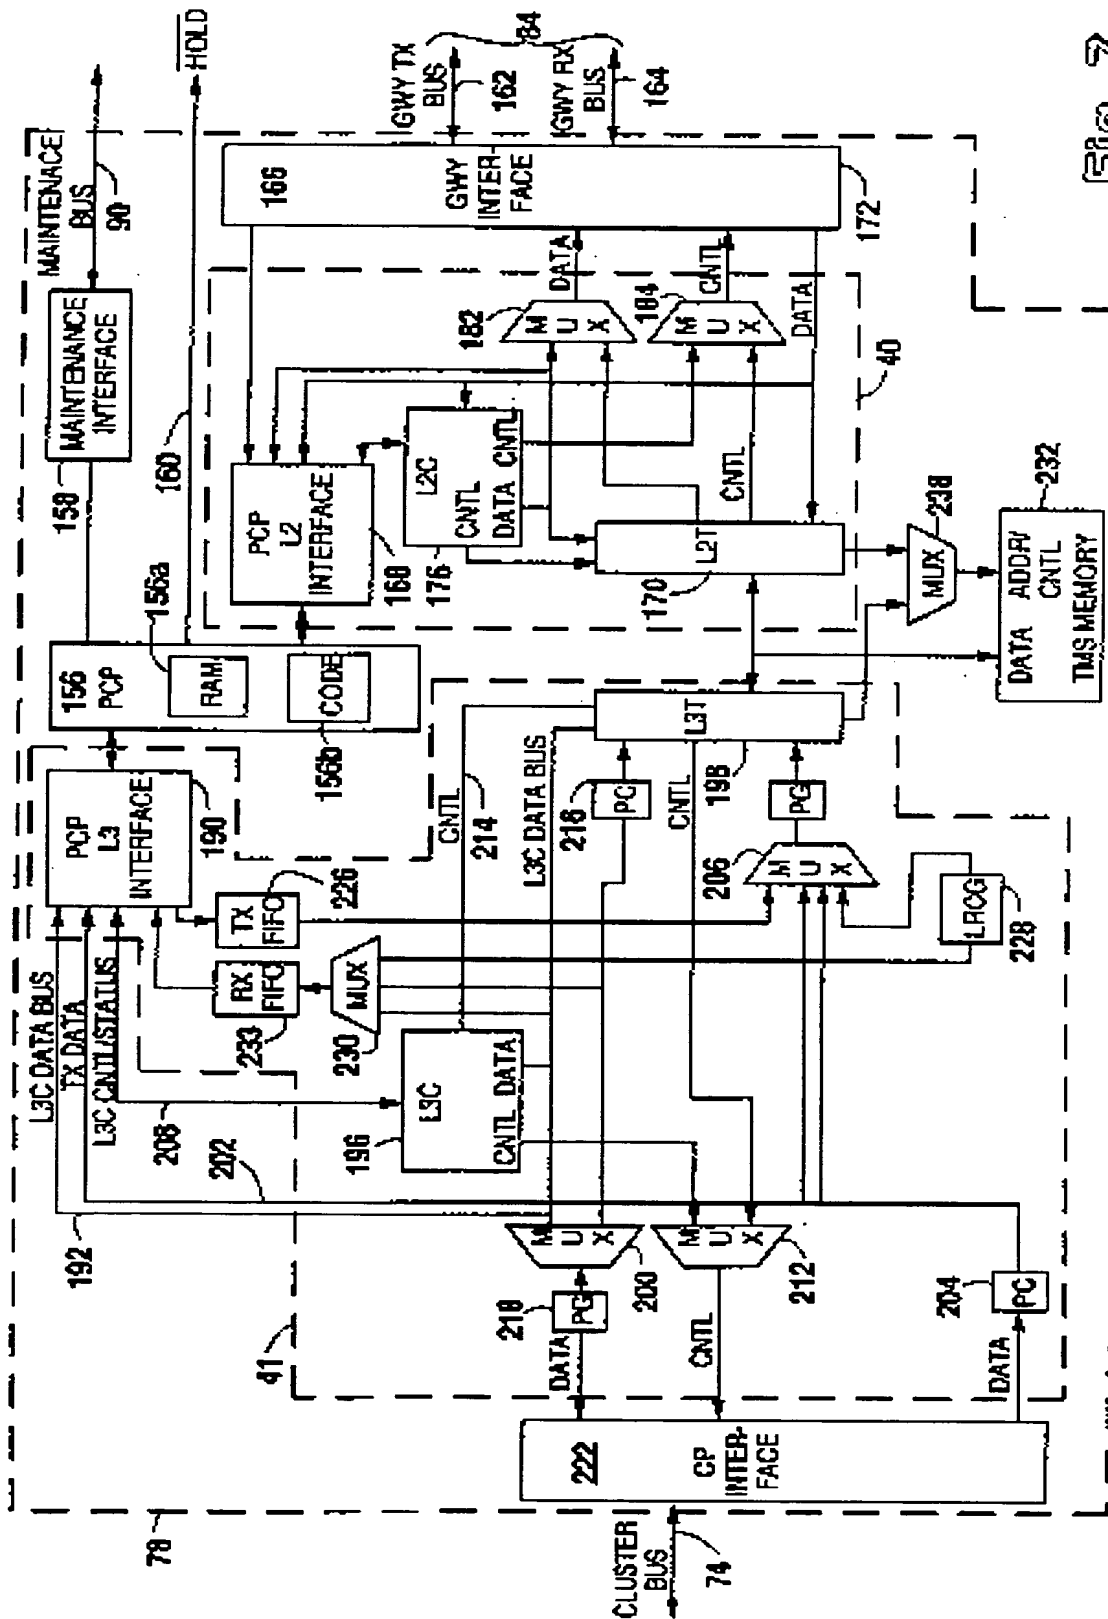 MAINTENACE
BUS
90
HOLD
158
MAINTENANCE
INTERFACE
160
GWY TX
BUS
162
84
GWY RX
BUS
164
166
GWY
INTER-
FACE
172
156
PCP
156a
RAM
CODE
156b
PCP
L2
INTERFACE
168
L2C
CNTL
DATA CNTL
176
182
MUX
DATA
184
MUX
CNTL
DATA
40
L2T
170
CNTL
MUX
238
DATA ADDR/
CNTL
TMS MEMORY
232
PCP
L3
INTERFACE
190
L3C DATA BUS
TX DATA
L3C CNTL/STATUS
208
202
192
TX
FIFO
226
RX
FIFO
233
MUX
230
CNTL
214
L3C DATA BUS
216
PC
CNTL
L3T
198
PG
206
MUX
LRCG
228
L3C
CNTL DATA
196
MUX
200
MUX
212
218
PG
DATA
CNTL
204
PC
DATA
41
222
CP
INTER-
FACE
78
CLUSTER
BUS
74